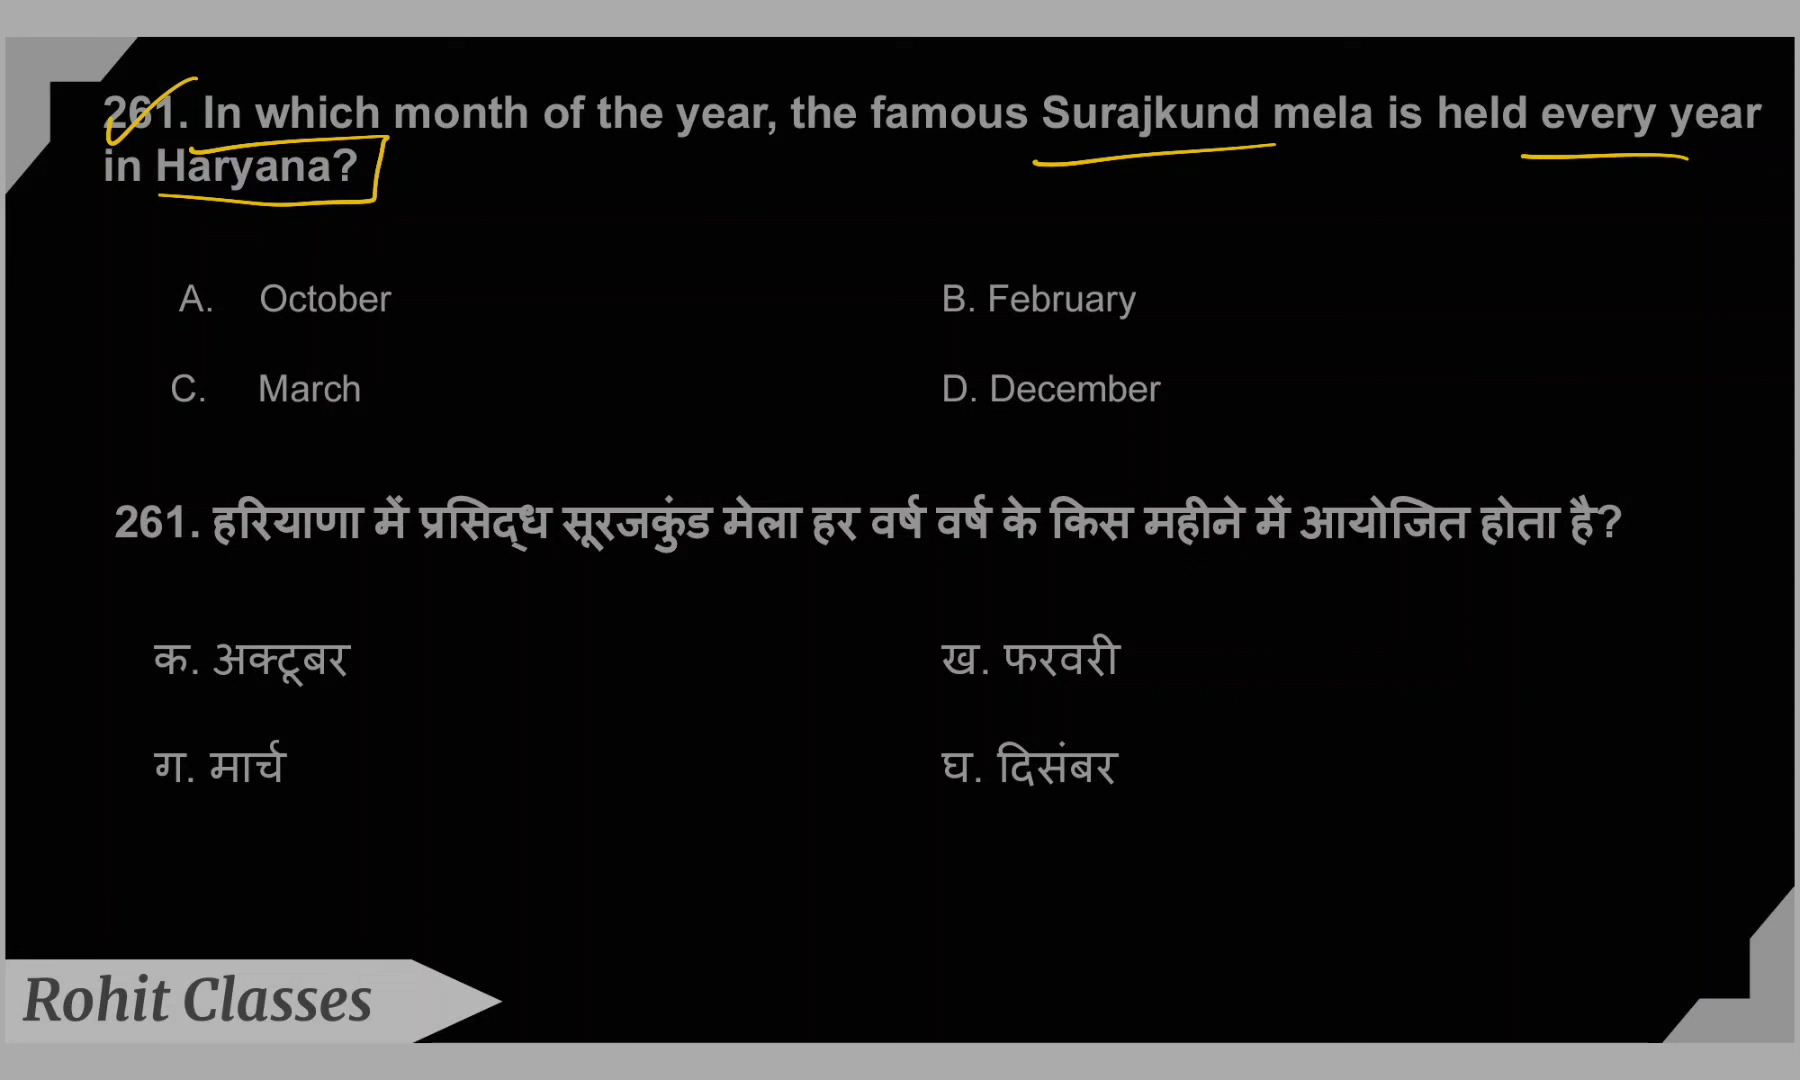 261. In which month of the year, the famous Surajkund mela is held every year
in Haryana?
A. October
B. February
C. March
D. December
261. हरियाणा में प्रसिद्ध सूरजकुंड मेला हर वर्ष वर्ष के किस महीने में आयोजित होता है?
क. अक्टूबर
ख. फरवरी
ग. मार्च
घ. दिसंबर
Rohit Classes